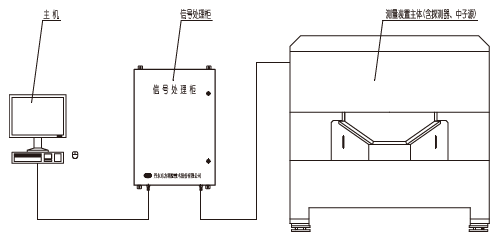 主 机
信号处理柜
测量装置主体(含探测器、中子源)
信 号 处 理 柜